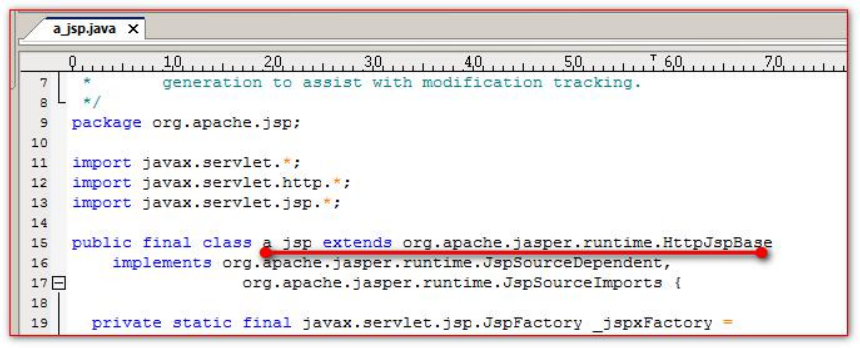 a_jsp.java X
0 10 20 30 40 50 60 70
7 * generation to assist with modification tracking.
8 */
9 package org.apache.jsp;
10
11 import javax.servlet.*;
12 import javax.servlet.http.*;
13 import javax.servlet.jsp.*;
14
15 public final class a_jsp extends org.apache.jasper.runtime.HttpJspBase
16 implements org.apache.jasper.runtime.JspSourceDependent,
17 org.apache.jasper.runtime.JspSourceImports {
18
19 private static final javax.servlet.jsp.JspFactory _jspxFactory =